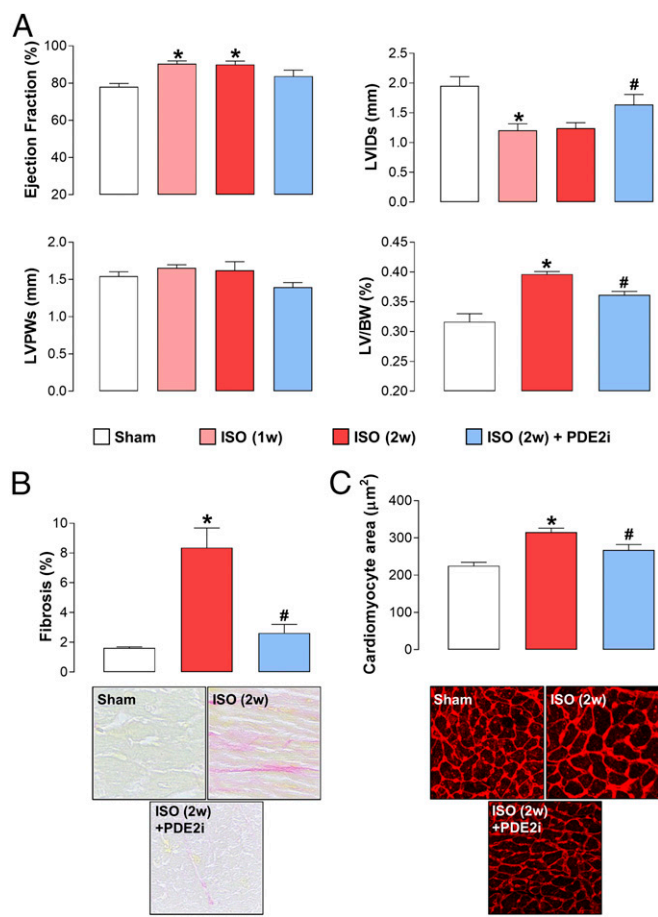 A
Ejection Fraction (%)
100
80
60
40
20
*
*
LVIDs (mm)
2.5
2.0
1.5
1.0
0.5
0.0
*
#
LVPWs (mm)
2.0
1.5
1.0
0.5
0.0
LV/BW (%)
0.45
0.40
0.35
0.30
0.25
0.20
*
#
Sham
ISO (1w)
ISO (2w)
ISO (2w) + PDE2i
B
Fibrosis (%)
10
8
6
4
2
0
*
#
Sham
ISO (2w)
ISO (2w)
+PDE2i
C
Cardiomyocyte area (μm²)
400
300
200
100
0
*
#
Sham
ISO (2w)
ISO (2w)
+PDE2i